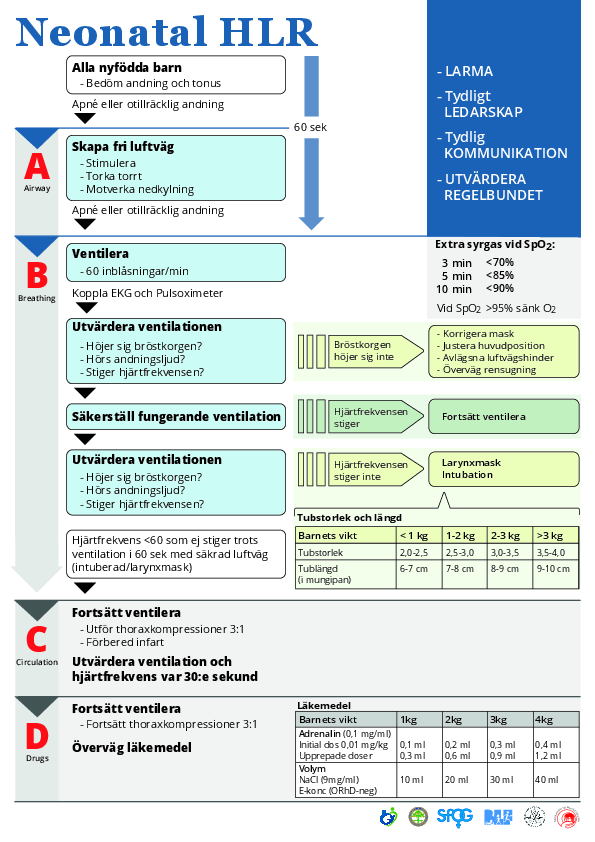 Neonatal HLR
- LARMA
- Tydligt
LEDARSKAP
- Tydlig
KOMMUNIKATION
- UTVÄRDERA
REGELBUNDET
Alla nyfödda barn
- Bedöm andning och tonus
Apné eller otillräcklig andning
60 sek
A
Airway
Skapa fri luftväg
- Stimulera
- Torka torrt
- Motverka nedkylning
Apné eller otillräcklig andning
B
Breathing
Ventilera
- 60 inblåsningar/min
Koppla EKG och Pulsoximeter
Extra syrgas vid SpO2:
3 min <70%
5 min <85%
10 min <90%
Vid SpO2 >95% sänk O2
Utvärdera ventilationen
- Höjer sig bröstkorgen?
- Hörs andningsljud?
- Stiger hjärtfrekvensen?
Bröstkorgen
höjer sig inte
- Korrigera mask
- Justera huvudposition
- Avlägsna luftvägshinder
- Överväg rensugning
Säkerställ fungerande ventilation
Hjärtfrekvensen
stiger
Fortsätt ventilera
Utvärdera ventilationen
- Höjer sig bröstkorgen?
- Hörs andningsljud?
- Stiger hjärtfrekvensen?
Hjärtfrekvensen
stiger inte
Larynxmask
Intubation
Hjärtfrekvens <60 som ej stiger trots
ventilation i 60 sek med säkrad luftväg
(intuberad/larynxmask)
Tubstorlek och längd
Barnets vikt < 1 kg 1-2 kg 2-3 kg >3 kg
Tubstorlek 2,0-2,5 2,5-3,0 3,0-3,5 3,5-4,0
Tublängd 6-7 cm 7-8 cm 8-9 cm 9-10 cm
(i mungipan)
C
Circulation
Fortsätt ventilera
- Utför thoraxkompressioner 3:1
- Förbered infart
Utvärdera ventilation och
hjärtfrekvens var 30:e sekund
D
Drugs
Fortsätt ventilera
- Fortsätt thoraxkompressioner 3:1
Överväg läkemedel
Läkemedel
Barnets vikt 1kg 2kg 3kg 4kg
Adrenalin (0,1 mg/ml)
Initial dos 0,01 mg/kg 0,1 ml 0,2 ml 0,3 ml 0,4 ml
Upprepade doser 0,3 ml 0,6 ml 0,9 ml 1,2 ml
Volym
NaCl (9mg/ml) 10 ml 20 ml 30 ml 40 ml
E-konc (ORhD-neg)